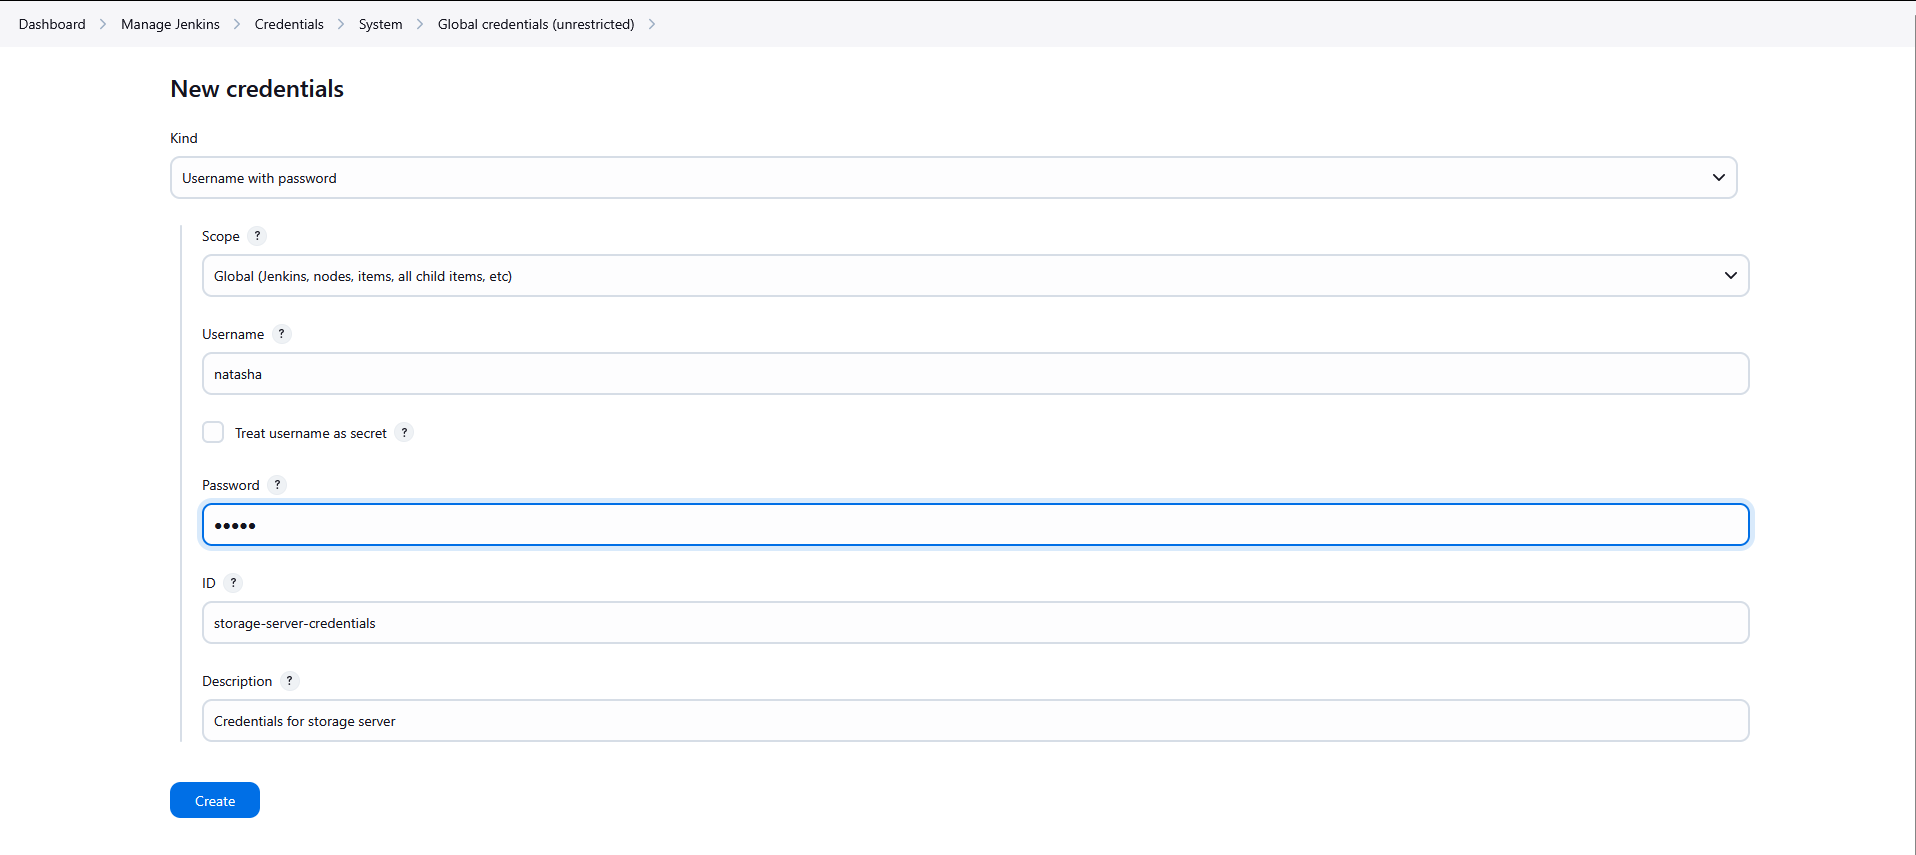 Dashboard > Manage Jenkins > Credentials > System > Global credentials (unrestricted) >
New credentials
Kind
Username with password
Scope ?
Global (Jenkins, nodes, items, all child items, etc)
Username ?
natasha
Treat username as secret ?
Password ?
•••••
ID ?
storage-server-credentials
Description ?
Credentials for storage server
Create